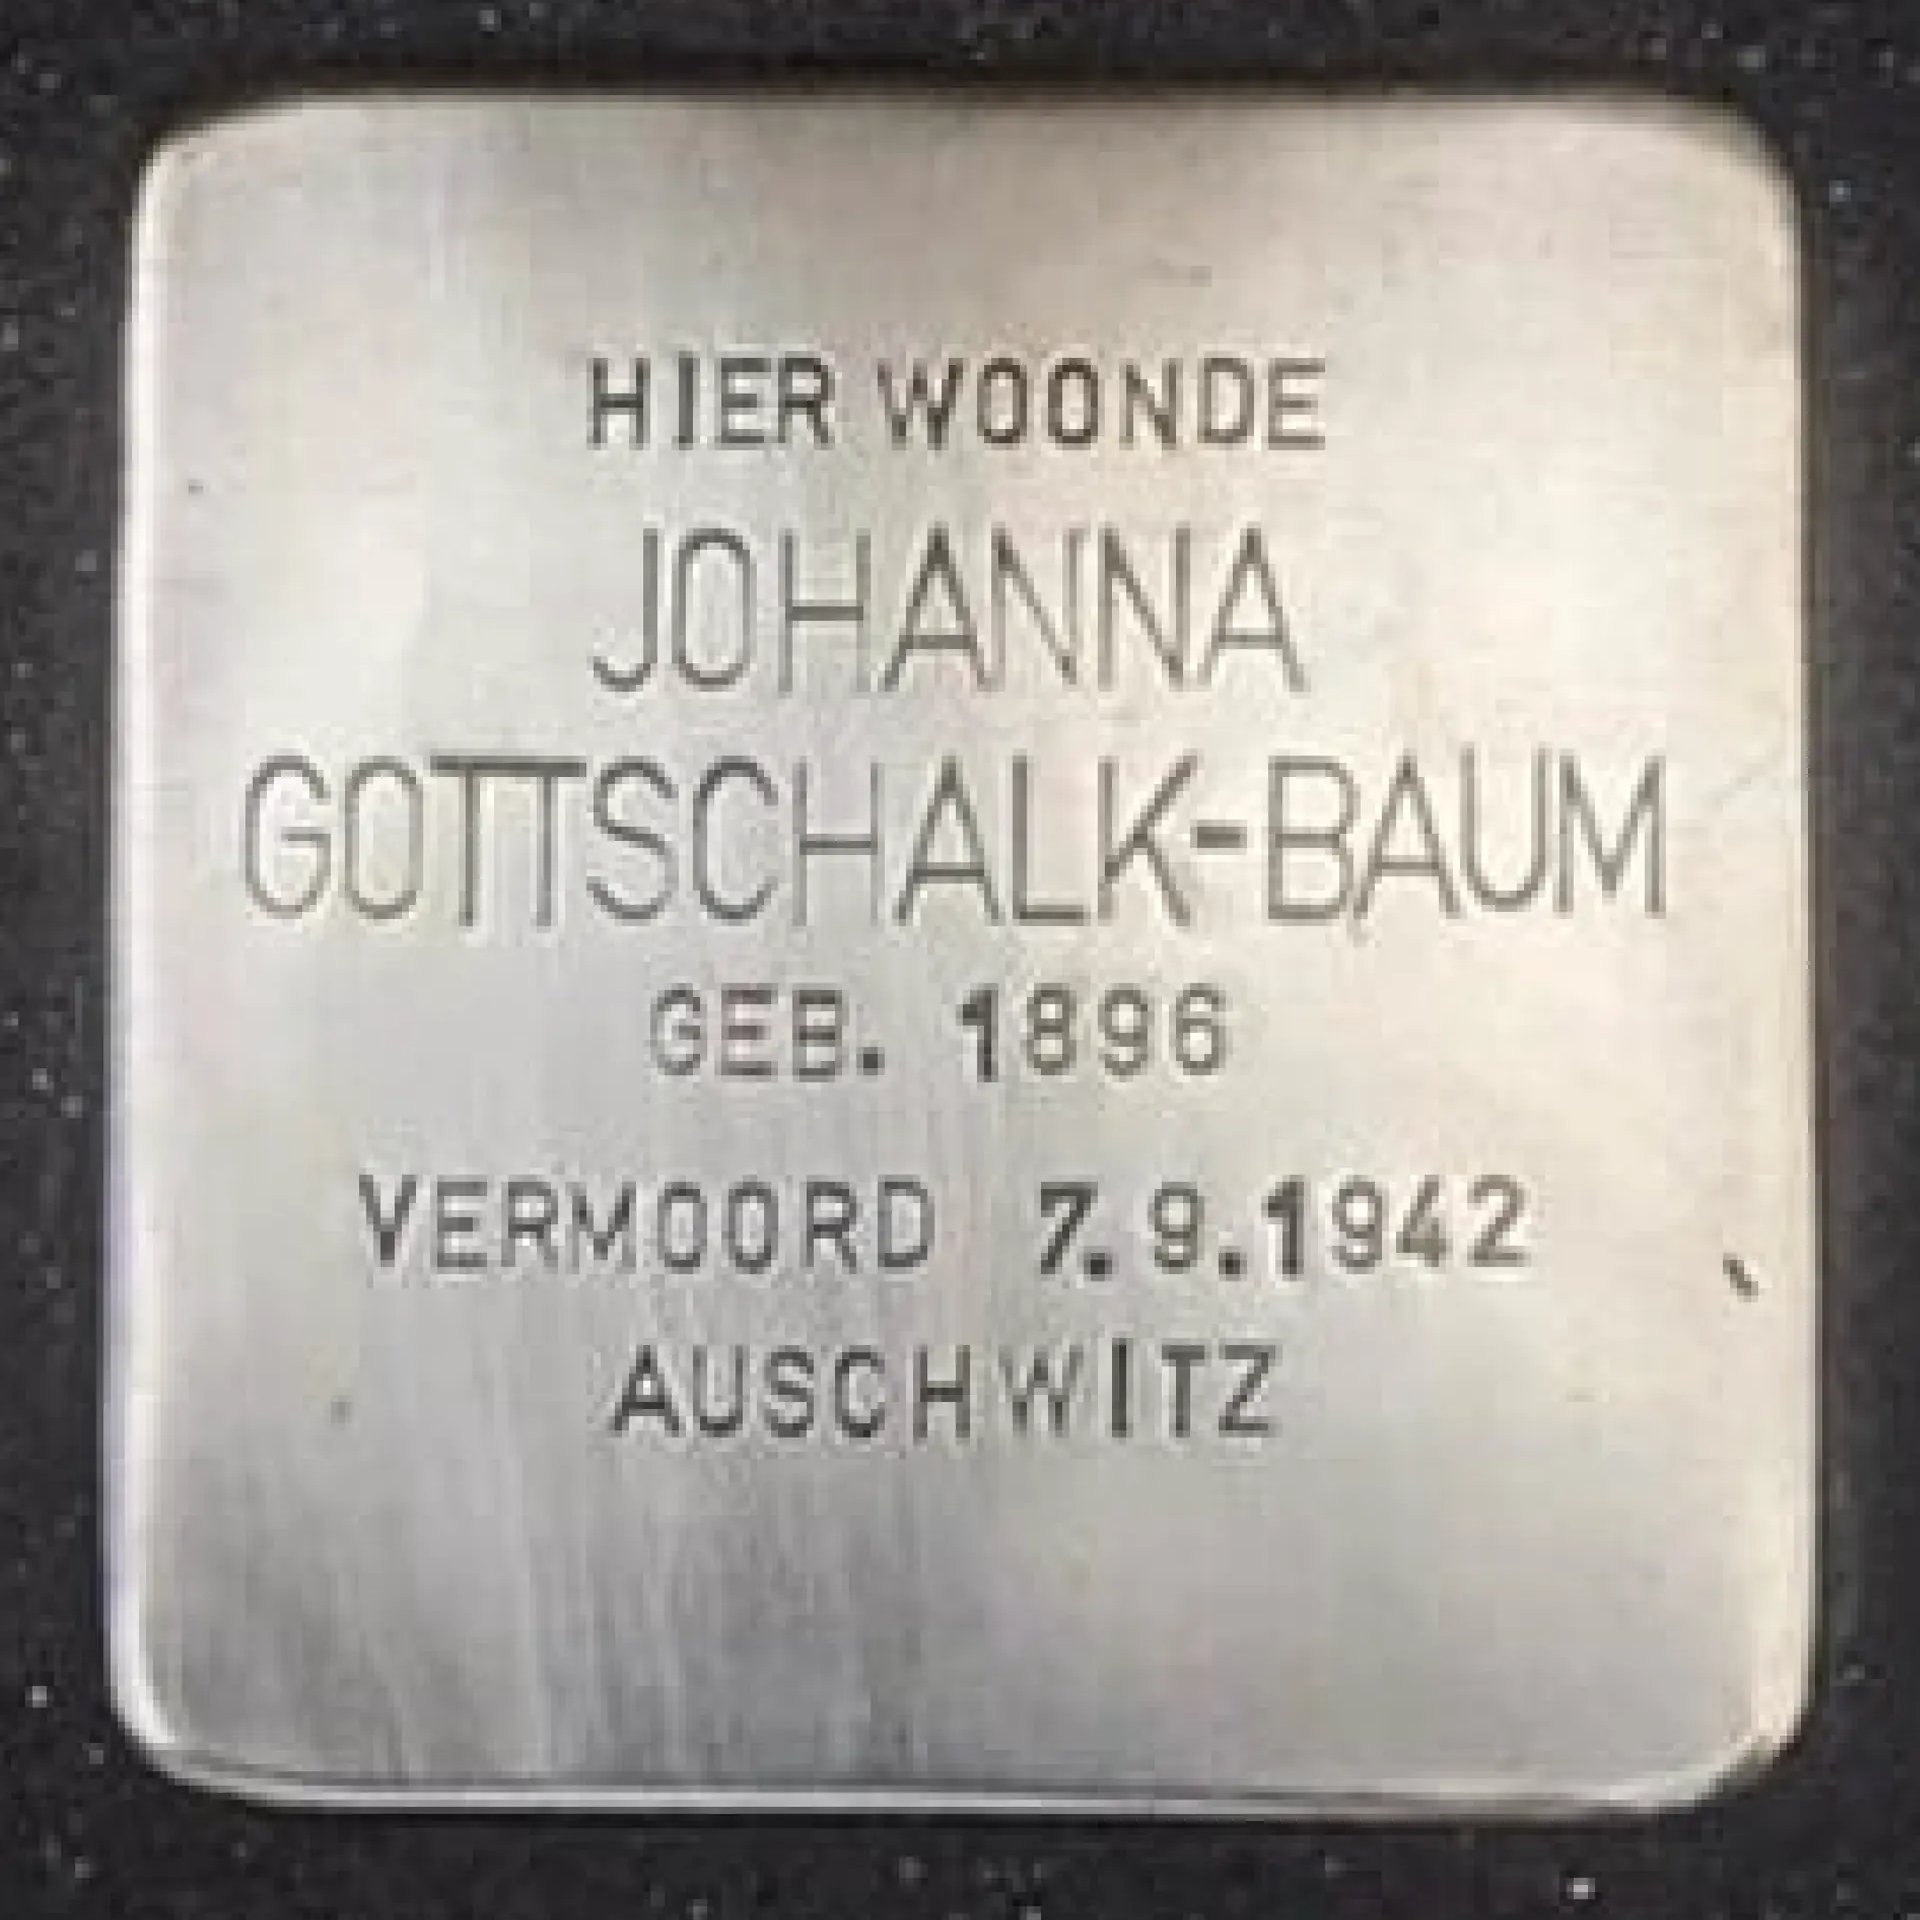 HIER WOONDE
JOHANNA
GOTTSCHALK-BAUM
GEB. 1896
VERMOORD 7.9.1942
AUSCHWITZ